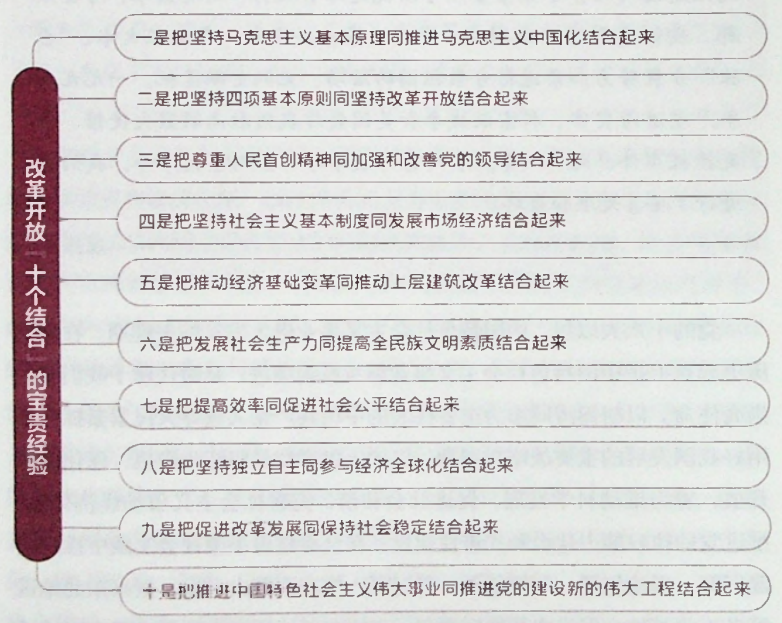 改革开放“十个结合”的宝贵经验
一是把坚持马克思主义基本原理同推进马克思主义中国化结合起来
二是把坚持四项基本原则同坚持改革开放结合起来
三是把尊重人民首创精神同加强和改善党的领导结合起来
四是把坚持社会主义基本制度同发展市场经济结合起来
五是把推动经济基础变革同推动上层建筑改革结合起来
六是把发展社会生产力同提高全民族文明素质结合起来
七是把提高效率同促进社会公平结合起来
八是把坚持独立自主同参与经济全球化结合起来
九是把促进改革发展同保持社会稳定结合起来
十是把推进中国特色社会主义伟大事业同推进党的建设新的伟大工程结合起来